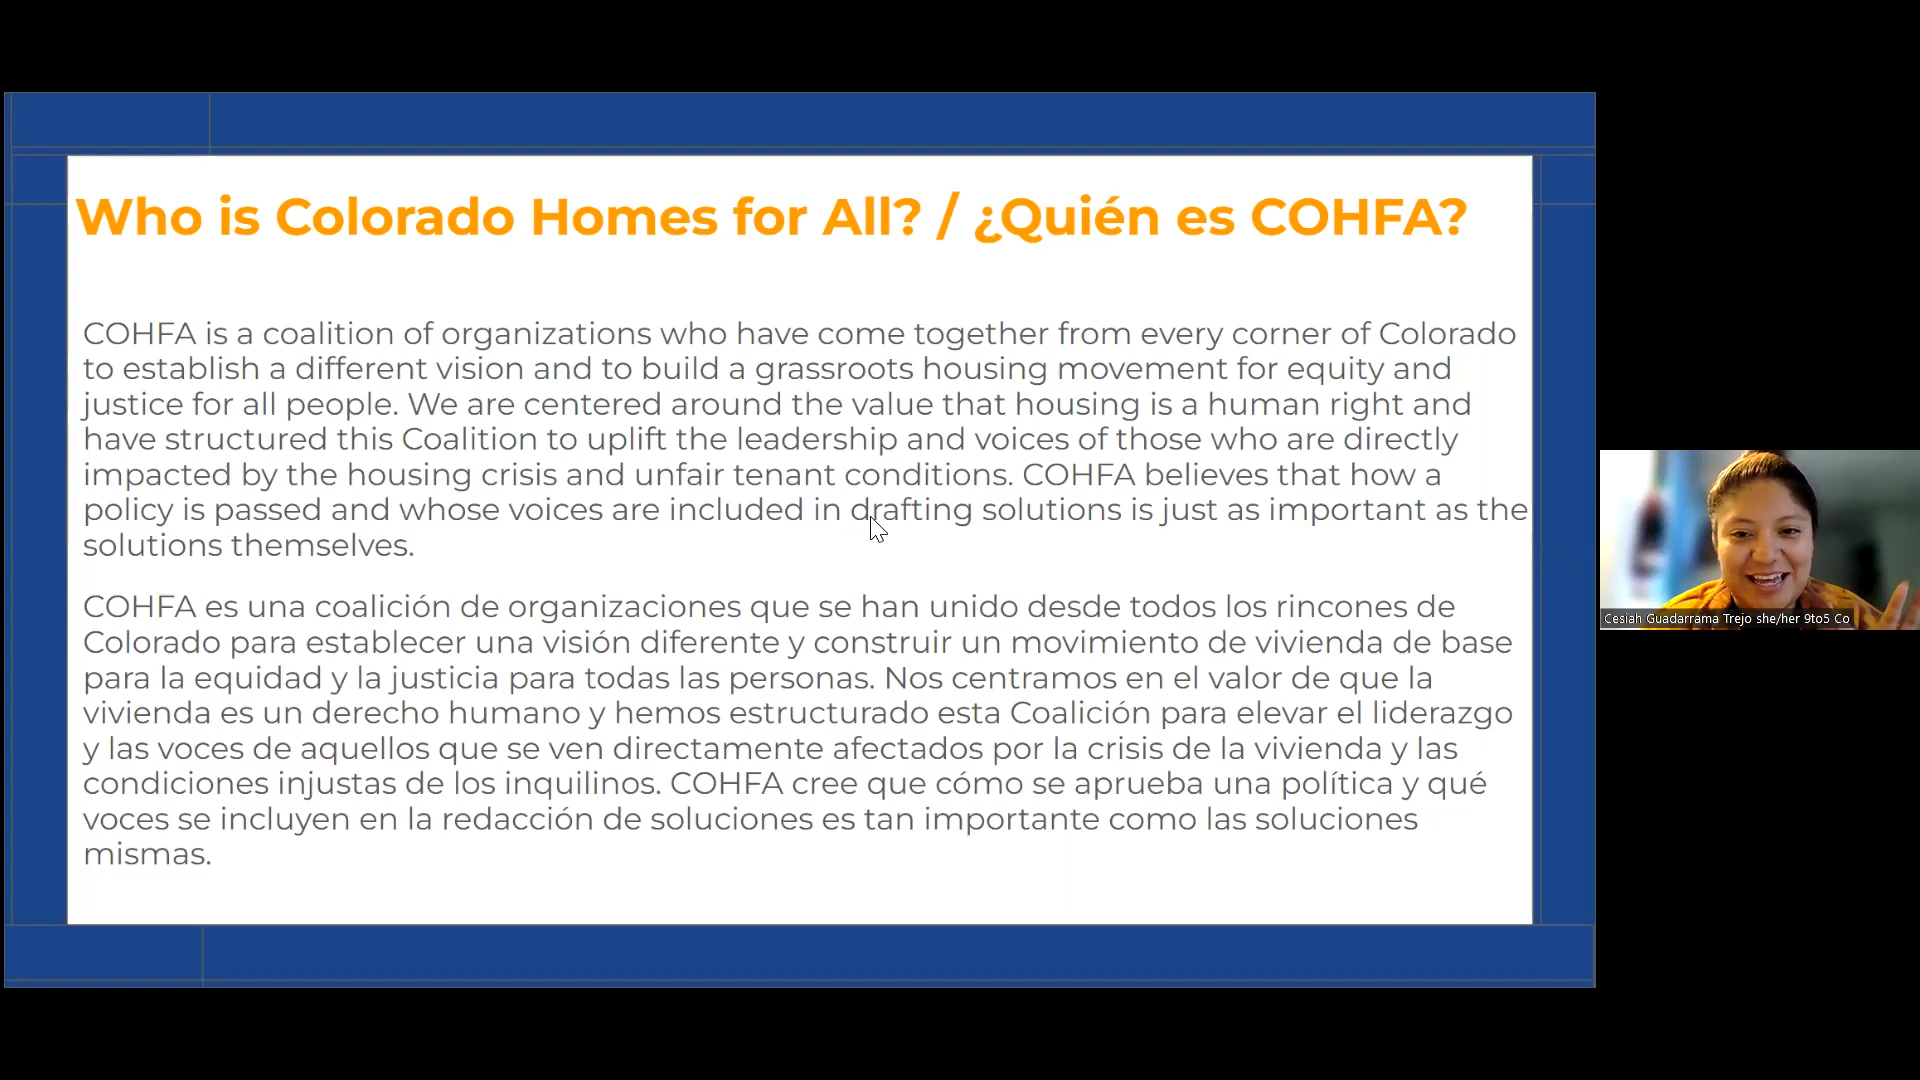 Who is Colorado Homes for All? / ¿Quién es COHFA?
COHFA is a coalition of organizations who have come together from every corner of Colorado
to establish a different vision and to build a grassroots housing movement for equity and
justice for all people. We are centered around the value that housing is a human right and
have structured this Coalition to uplift the leadership and voices of those who are directly
impacted by the housing crisis and unfair tenant conditions. COHFA believes that how a
policy is passed and whose voices are included in drafting solutions is just as important as the
solutions themselves.
COHFA es una coalición de organizaciones que se han unido desde todos los rincones de
Colorado para establecer una visión diferente y construir un movimiento de vivienda de base
para la equidad y la justicia para todas las personas. Nos centramos en el valor de que la
vivienda es un derecho humano y hemos estructurado esta Coalición para elevar el liderazgo
y las voces de aquellos que se ven directamente afectados por la crisis de la vivienda y las
condiciones injustas de los inquilinos. COHFA cree que cómo se aprueba una política y qué
voces se incluyen en la redacción de soluciones es tan importante como las soluciones
mismas.
Cesiah Guadarrama Trejo she/her 9to5 Co